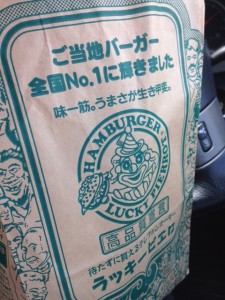 ご当地バーガー
全国No.1に輝きました
味一筋。うまさが生き甲斐。
HAMBURGER
LUCKY PIERROT
ラッキーピエロ